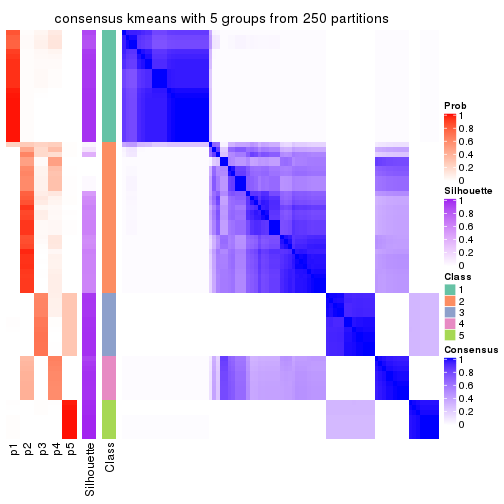 consensus kmeans with 5 groups from 250 partitions
Prob
1
0.8
0.6
0.4
0.2
0
Silhouette
1
0.8
0.6
0.4
0.2
0
Class
1
2
3
4
5
Consensus
1
0.8
0.6
0.4
0.2
0
p1
p2
p3
p4
p5
Silhouette
Class